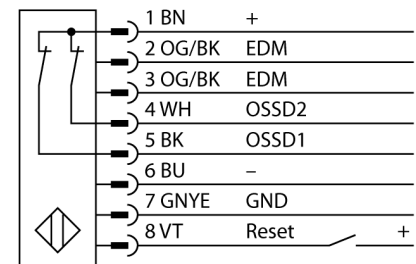 1 BN +
2 OG/BK EDM
3 OG/BK EDM
4 WH OSSD2
5 BK OSSD1
6 BU –
7 GNYE GND
8 VT Reset +